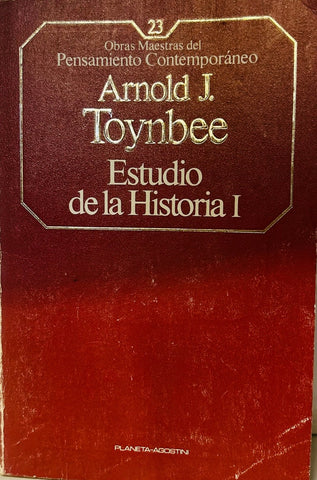 23
Obras Maestras del
Pensamiento Contemporáneo
Arnold J.
Toynbee
Estudio
de la Historia I
PLANETA-AGOSTINI